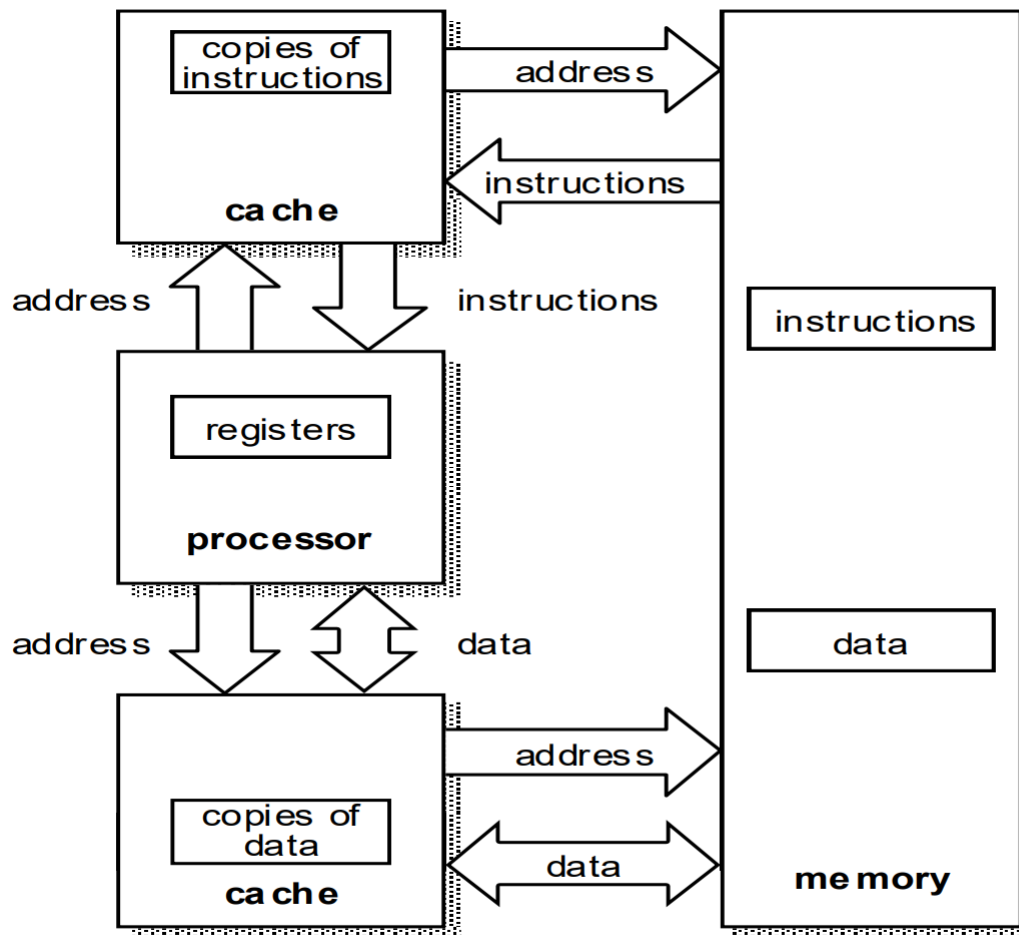 copies of
instructions
cache
address
instructions
address
instructions
instructions
registers
processor
address
data
data
address
copies of
data
cache
data
memory